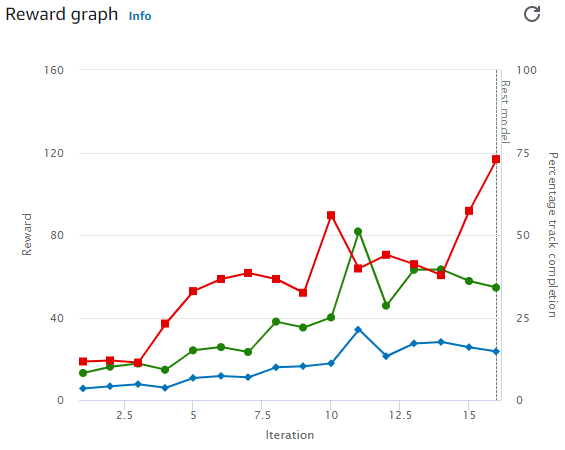 Reward graph Info
160 100
Best model
120 75
80 50
40 25
0 0
Reward
Percentage track completion
2.5 5 7.5 10 12.5 15
Iteration